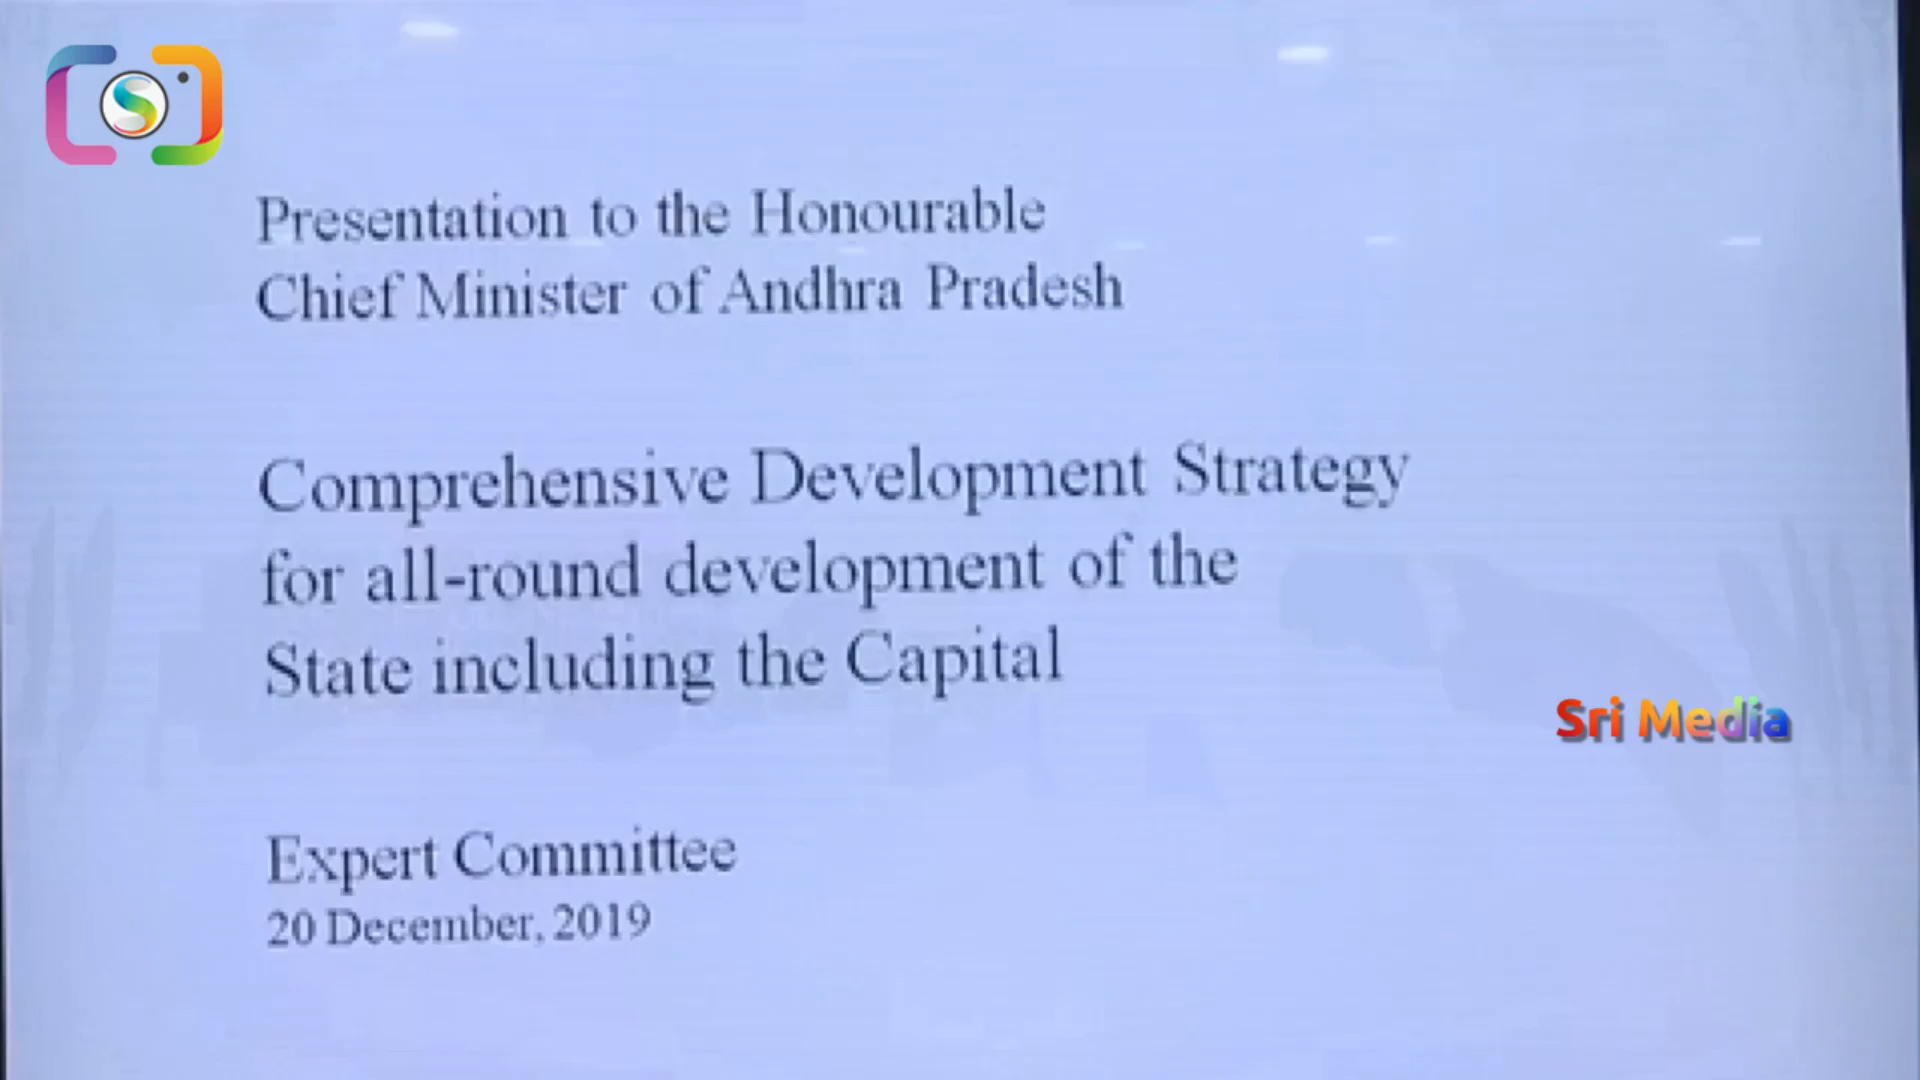 Presentation to the Honourable
Chief Minister of Andhra Pradesh
Comprehensive Development Strategy
for all-round development of the
State including the Capital
Sri Media
Expert Committee
20 December, 2019